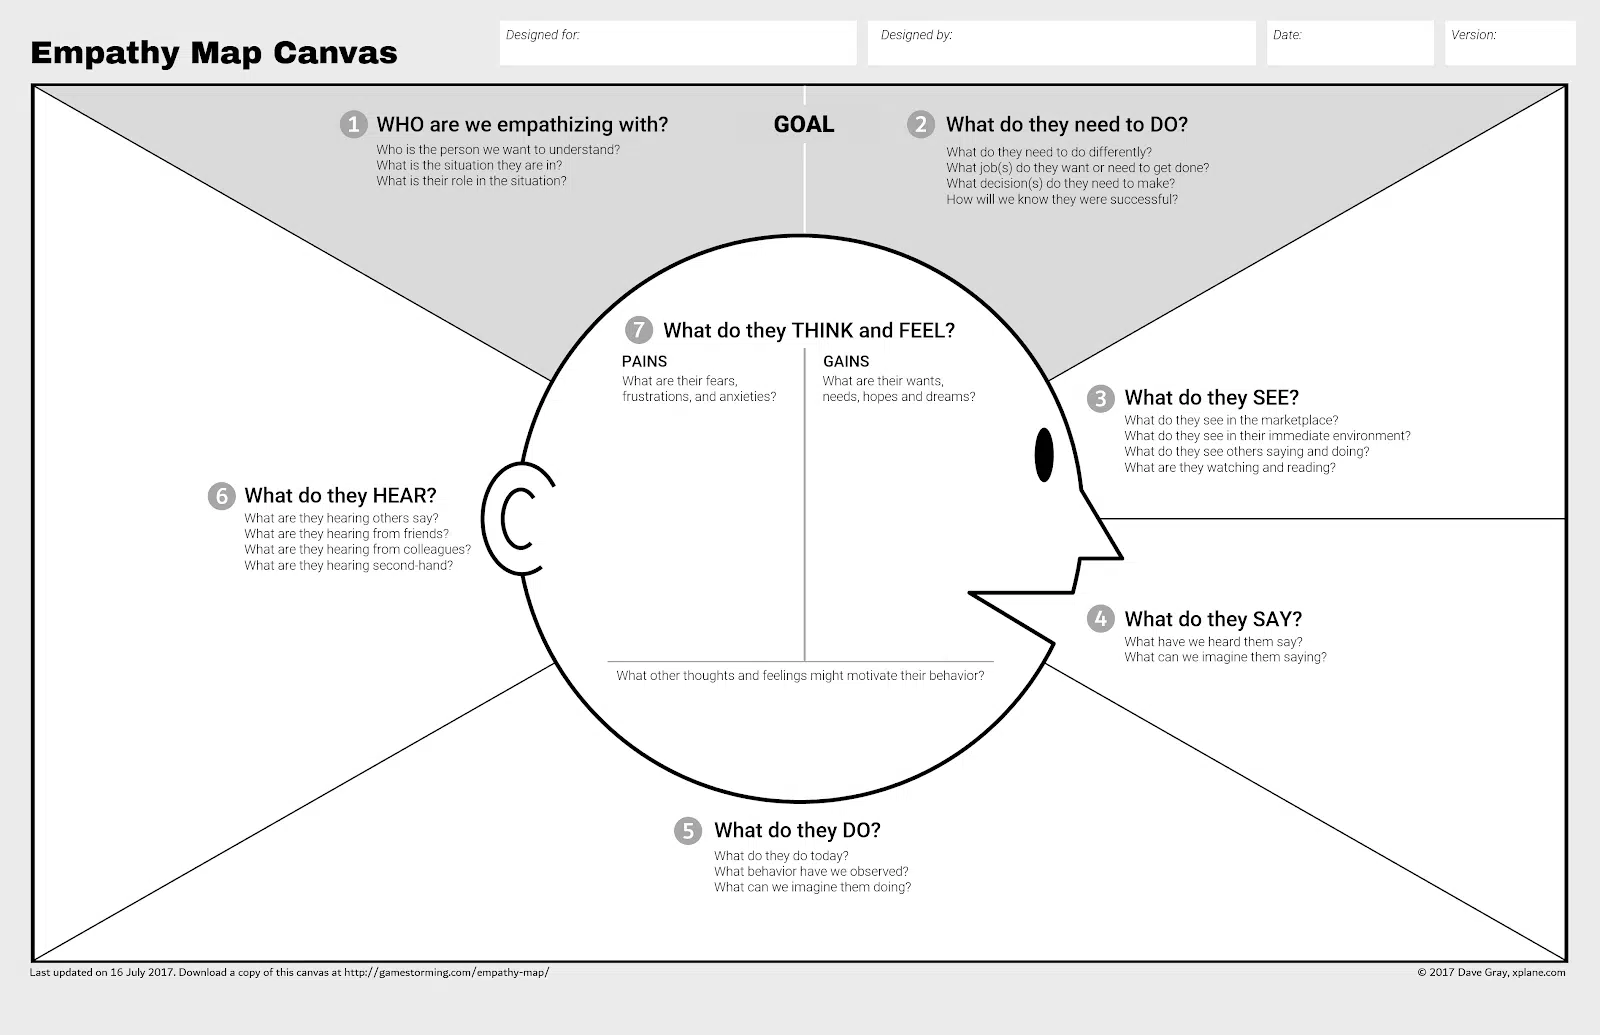 Empathy Map Canvas
Designed for:
Designed by:
Date:
Version:
1 WHO are we empathizing with?
Who is the person we want to understand?
What is the situation they are in?
What is their role in the situation?
GOAL
2 What do they need to DO?
What do they need to do differently?
What job(s) do they want or need to get done?
What decision(s) do they need to make?
How will we know they were successful?
3 What do they SEE?
What do they see in the marketplace?
What do they see in their immediate environment?
What do they see others saying and doing?
What are they watching and reading?
4 What do they SAY?
What have we heard them say?
What can we imagine them saying?
5 What do they DO?
What do they do today?
What behavior have we observed?
What can we imagine them doing?
6 What do they HEAR?
What are they hearing others say?
What are they hearing from friends?
What are they hearing from colleagues?
What are they hearing second-hand?
7 What do they THINK and FEEL?
PAINS
What are their fears,
frustrations, and anxieties?
GAINS
What are their wants,
needs, hopes and dreams?
What other thoughts and feelings might motivate their behavior?
Last updated on 16 July 2017. Download a copy of this canvas at http://gamestorming.com/empathy-map/
© 2017 Dave Gray, xplane.com